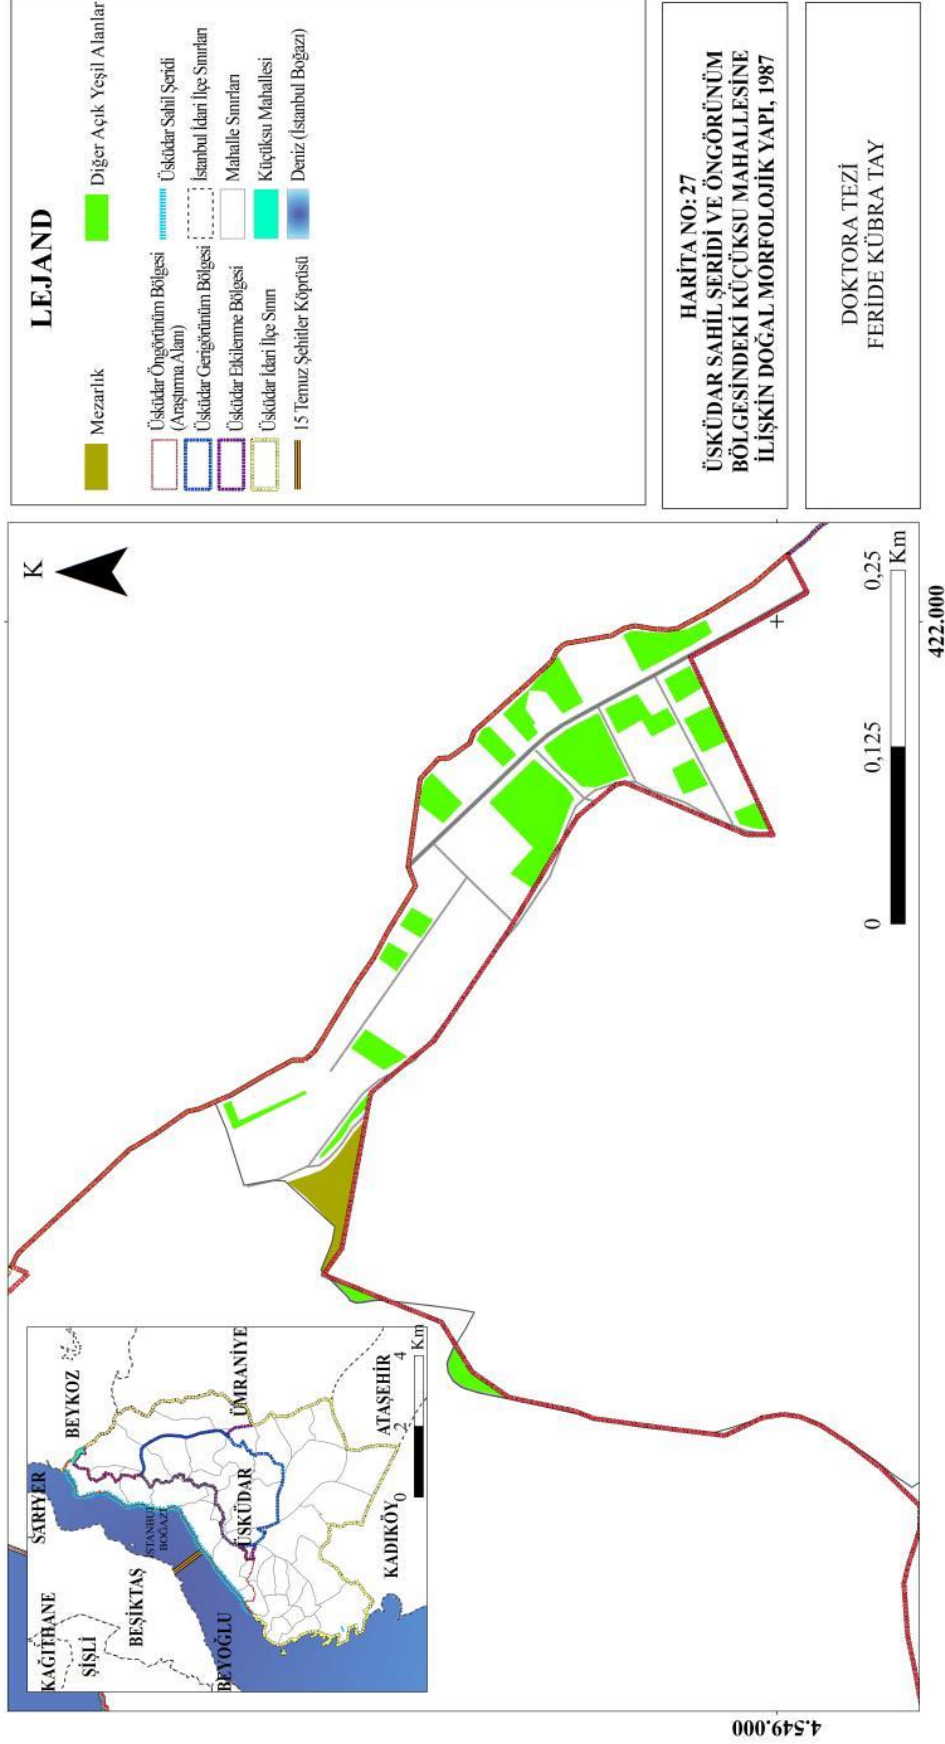 KAĞITHANE
ŞİŞLİ
BEŞİKTAŞ
BEYOĞLU
SARIYER
İSTANBUL
BOĞAZI
ÜSKÜDAR
KADIKÖY
BEYKOZ
ÜMRANİYE
ATAŞEHİR
0 2 4
Km
K
0 0,125 0,25
Km
4.549.000
422.000
LEJAND
Mezarlık
Diğer Açık Yeşil Alanlar
Üsküdar Öngörünüm Bölgesi
(Araştırma Alanı)
Üsküdar Gerigörünüm Bölgesi
Üsküdar Etkilenme Bölgesi
Üsküdar İdari İlçe Sınırı
15 Temuz Şehitler Köprüsü
Üsküdar Sahil Şeridi
İstanbul İdari İlçe Sınırları
Mahalle Sınırları
Küçüksu Mahallesi
Deniz (İstanbul Boğazı)
HARİTA NO: 27
ÜSKÜDAR SAHİL ŞERİDİ VE ÖNGÖRÜNÜM
BÖLGESİNDEKİ KÜÇÜKSU MAHALLESİNE
İLİŞKİN DOĞAL MORFOLOJİK YAPI, 1987
DOKTORA TEZİ
FERİDE KÜBRA TAY